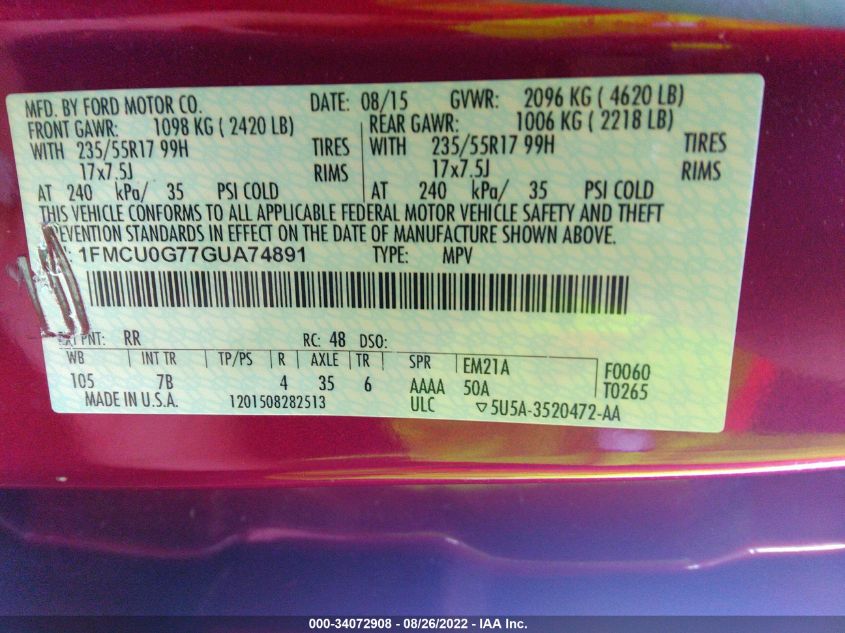 MFD. BY FORD MOTOR CO. DATE: 08/15 GVWR: 2096 KG ( 4620 LB)
FRONT GAWR: 1098 KG ( 2420 LB) REAR GAWR: 1006 KG ( 2218 LB)
WITH 235/55R17 99H TIRES WITH 235/55R17 99H TIRES
17x7.5J RIMS 17x7.5J RIMS
AT 240 kPa/ 35 PSI COLD AT 240 kPa/ 35 PSI COLD
THIS VEHICLE CONFORMS TO ALL APPLICABLE FEDERAL MOTOR VEHICLE SAFETY AND THEFT
PREVENTION STANDARDS IN EFFECT ON THE DATE OF MANUFACTURE SHOWN ABOVE.
: 1FMCU0G77GUA74891 TYPE: MPV
EXT PNT: RR RC: 48 DSO:
WB INT TR TP/PS R AXLE TR SPR EM21A F0060
105 7B 4 35 6 AAAA 50A T0265
MADE IN U.S.A. 1201508282513 ULC ▽5U5A-3520472-AA
000-34072908 - 08/26/2022 - IAA Inc.